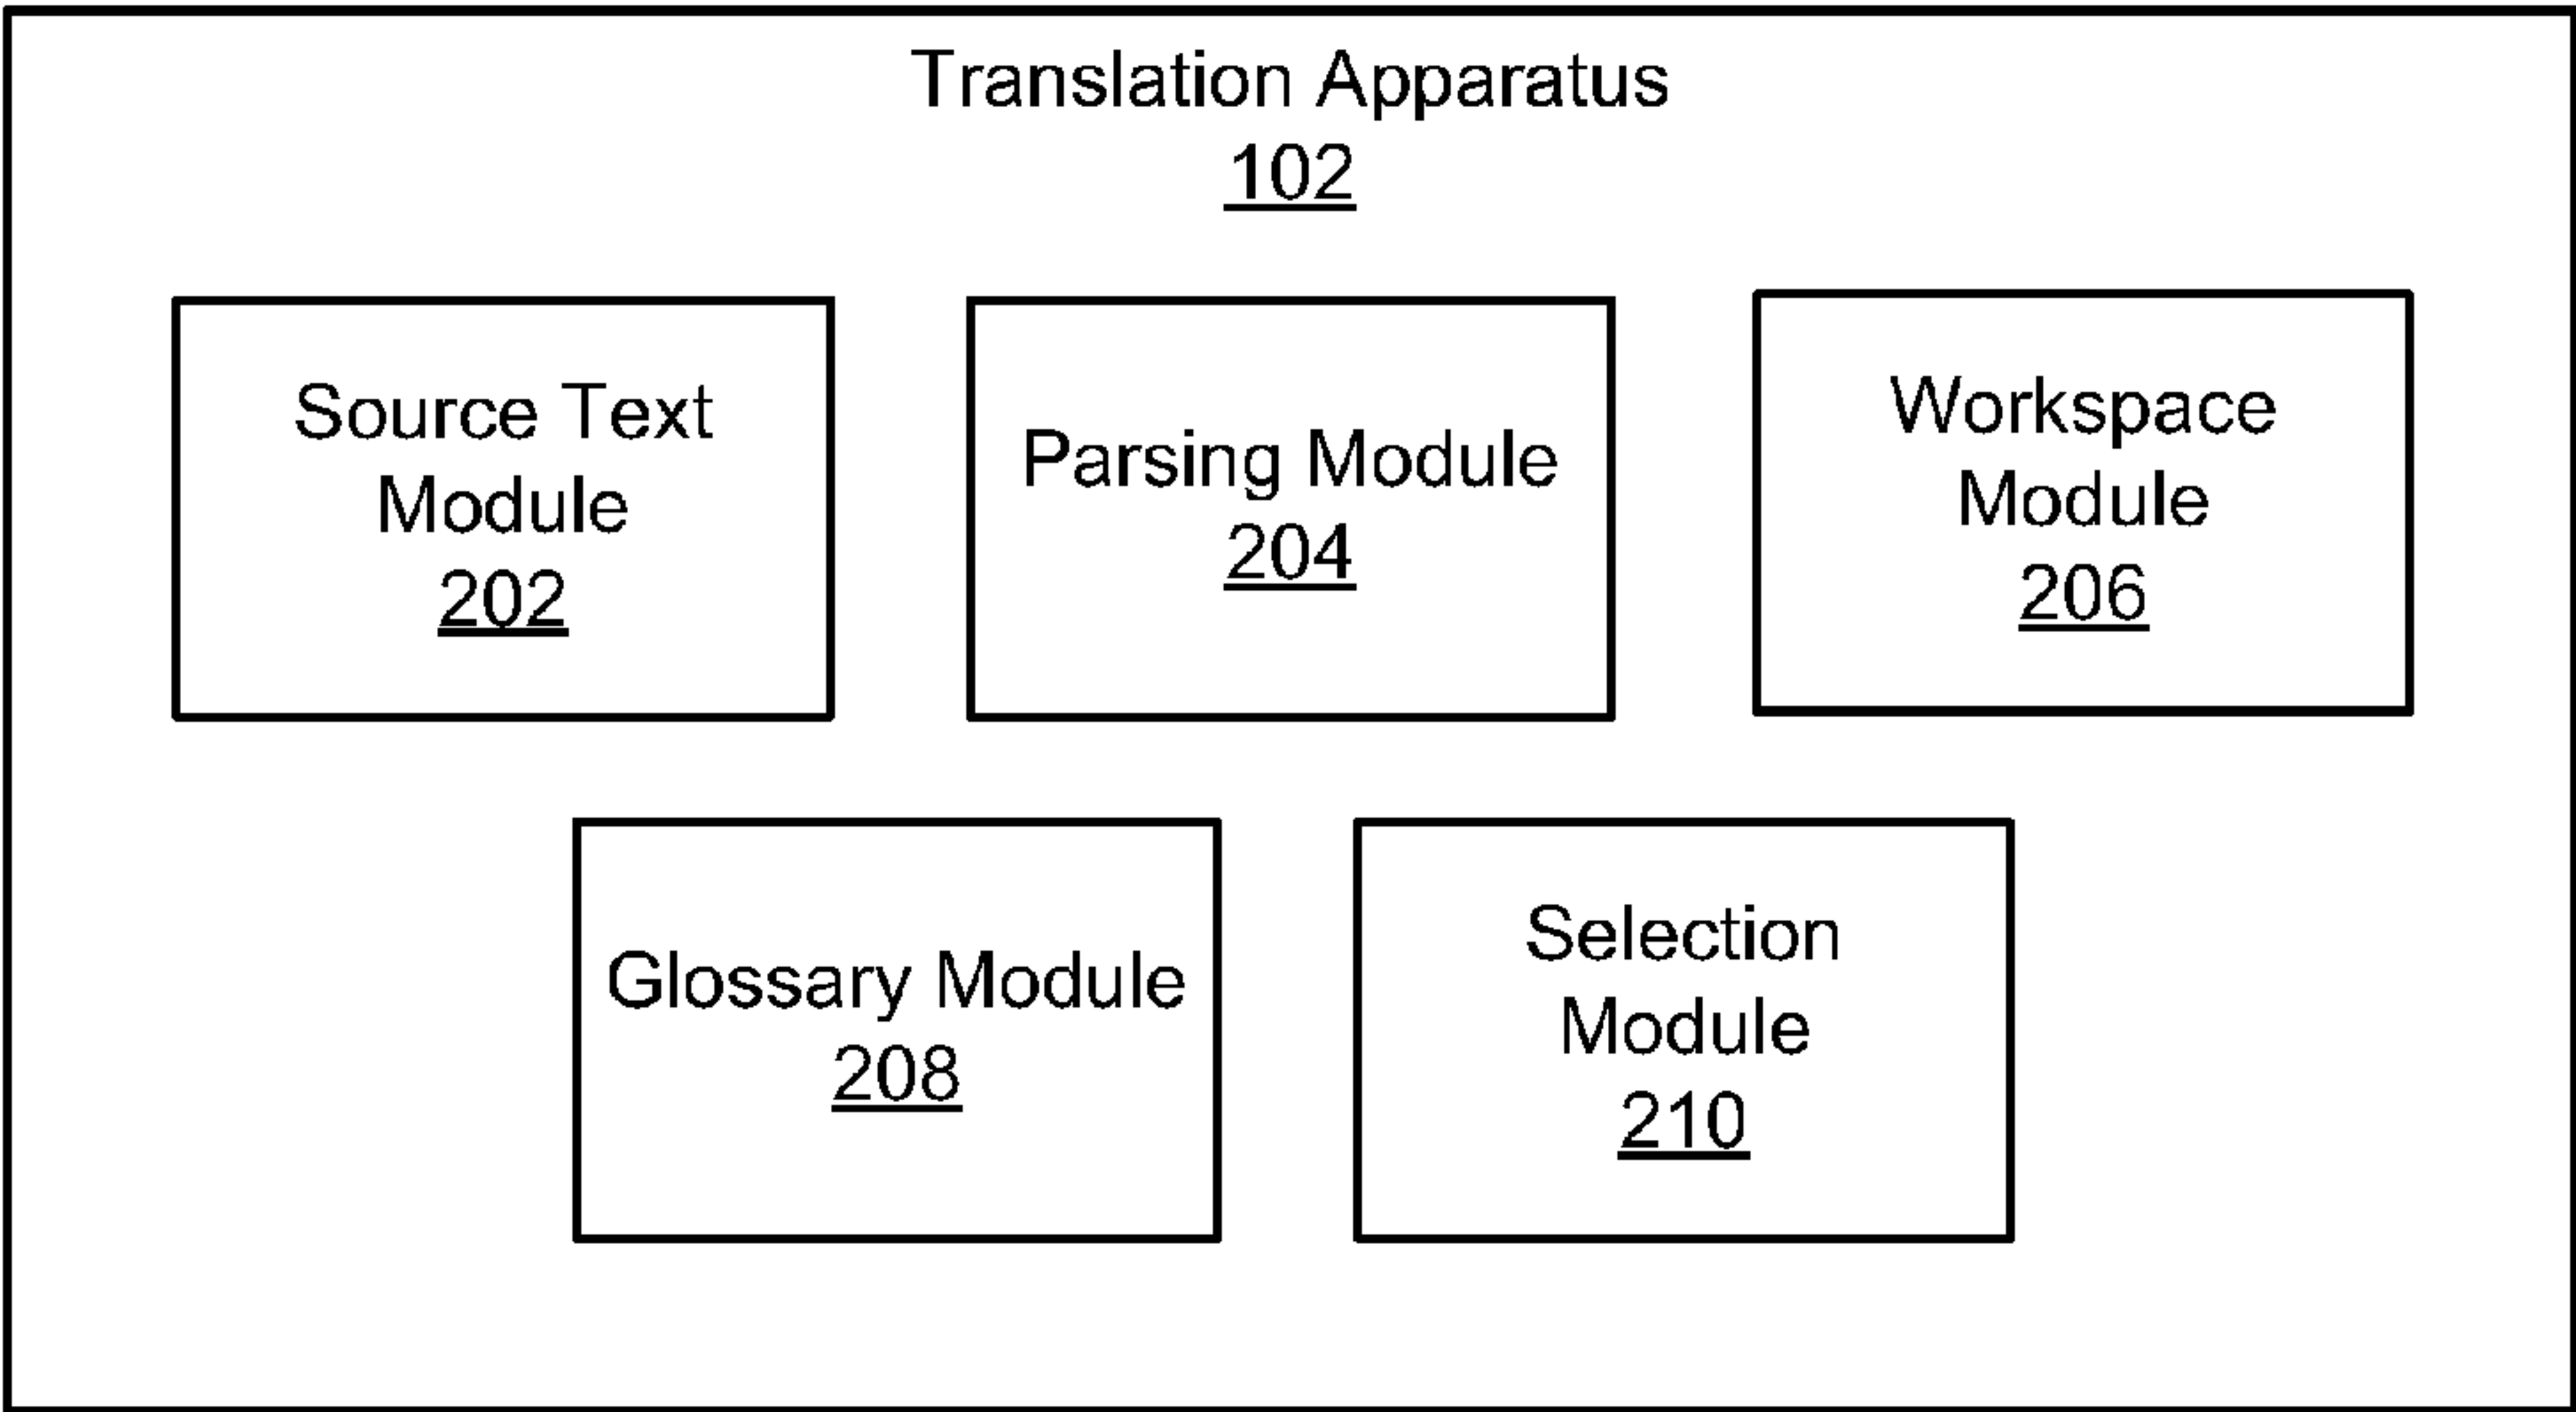 Translation Apparatus
102
Source Text
Module
202
Parsing Module
204
Workspace
Module
206
Glossary Module
208
Selection
Module
210